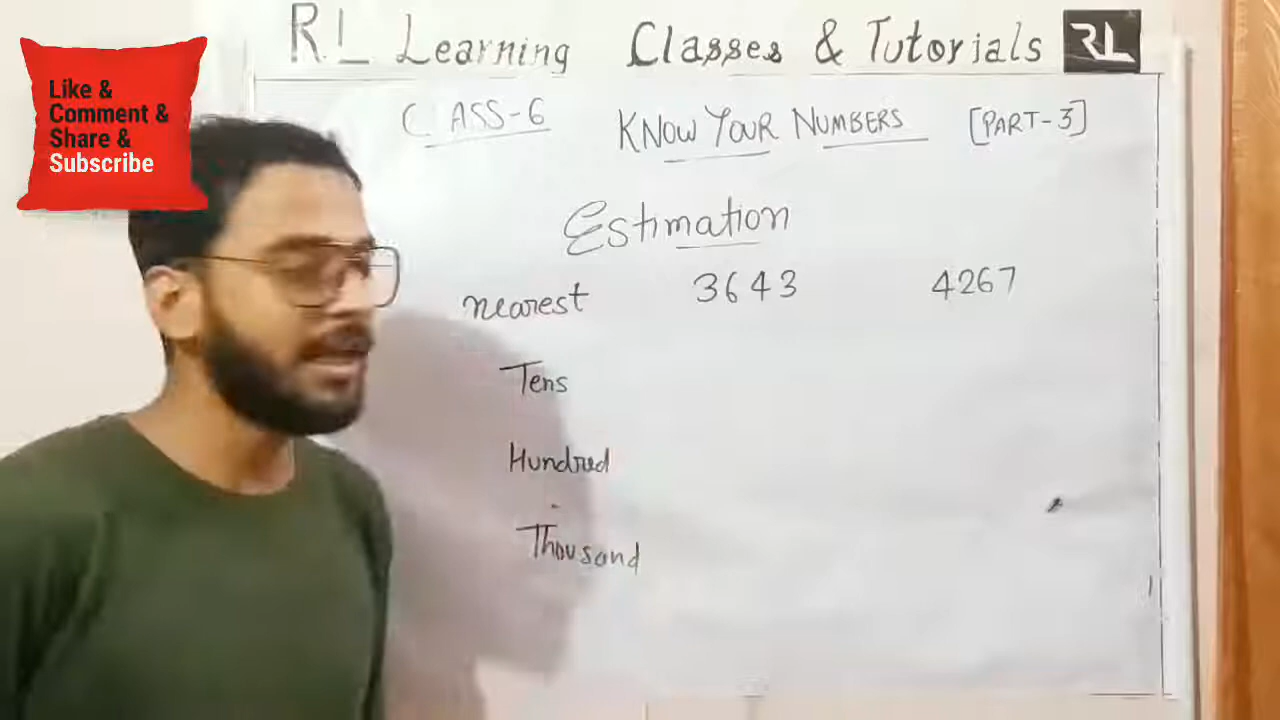 R.L Learning Classes & Tutorials RL
Like &
Comment &
Share &
Subscribe
CLASS-6 KNOW YOUR NUMBERS [PART-3]
Estimation
nearest 3643 4267
Tens
Hundred
Thousand